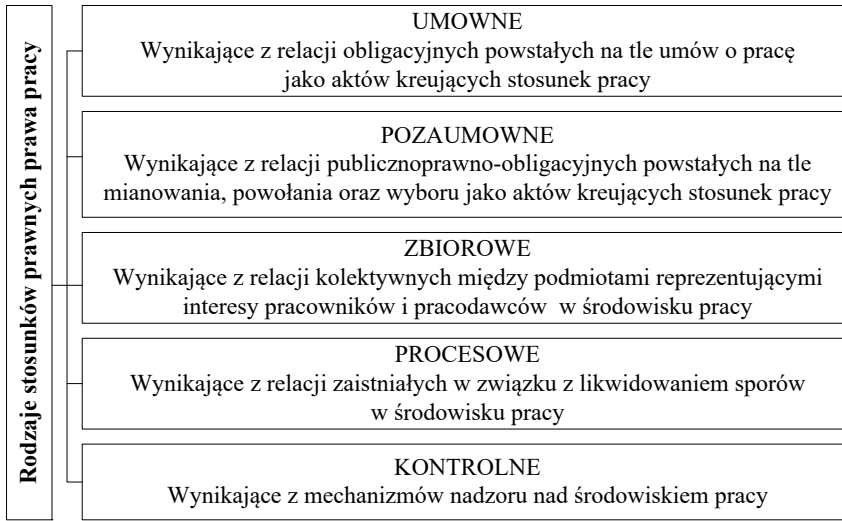 Rodzaje stosunków prawnych prawa pracy
UMOWNE
Wynikające z relacji obligacyjnych powstałych na tle umów o pracę
jako aktów kreujących stosunek pracy
POZAUMOWNE
Wynikające z relacji publicznoprawno-obligacyjnych powstałych na tle
mianowania, powołania oraz wyboru jako aktów kreujących stosunek pracy
ZBIOROWE
Wynikające z relacji kolektywnych między podmiotami reprezentującymi
interesy pracowników i pracodawców w środowisku pracy
PROCESOWE
Wynikające z relacji zaistniałych w związku z likwidowaniem sporów
w środowisku pracy
KONTROLNE
Wynikające z mechanizmów nadzoru nad środowiskiem pracy